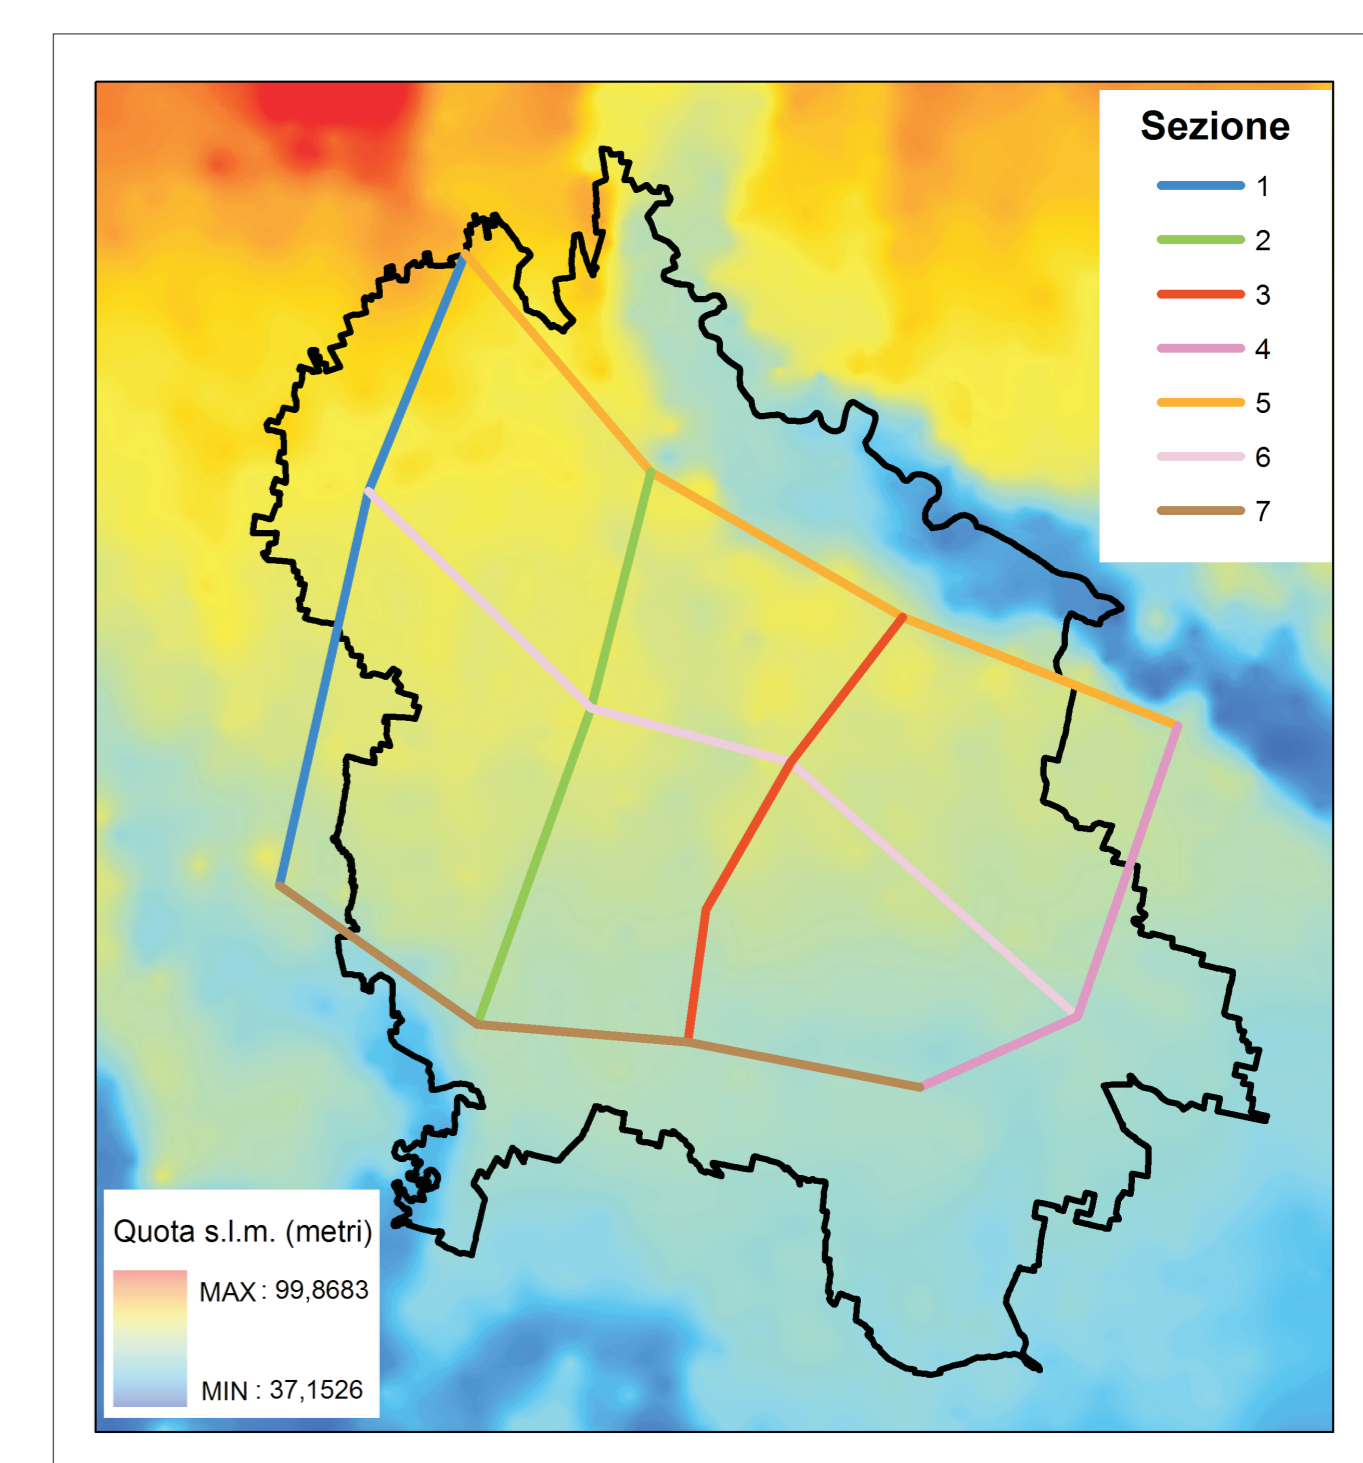 Sezione
1
2
3
4
5
6
7
Quota s.l.m. (metri)
MAX : 99,8683
MIN : 37,1526